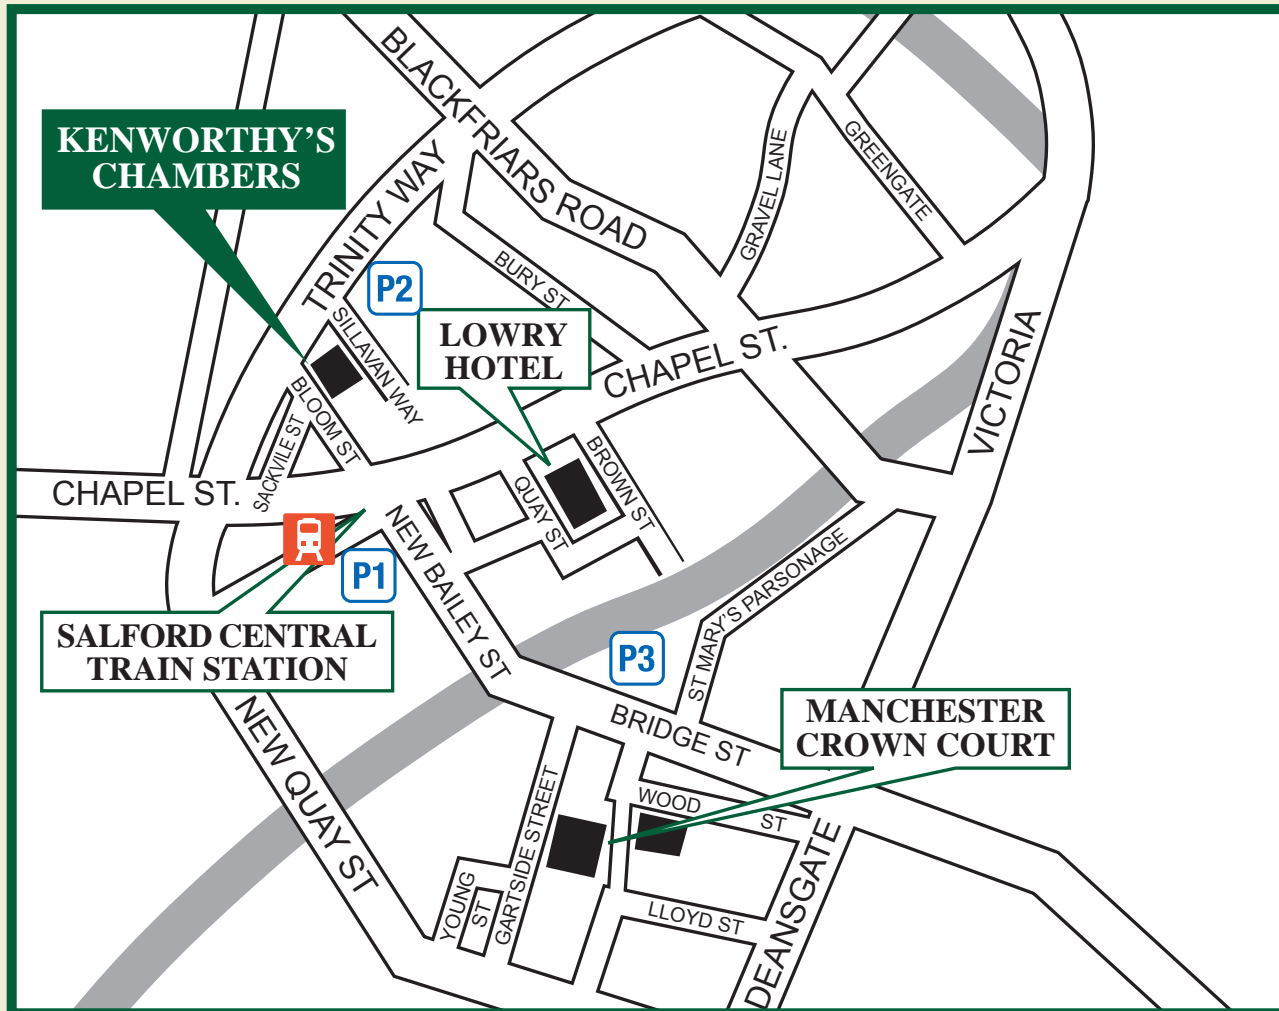 BLACKFRIARS ROAD
KENWORTHY'S
CHAMBERS
TRINITY WAY
GRAVEL LANE
GREENGATE
BURY ST
P2
SILLAVAN WAY
LOWRY
HOTEL
CHAPEL ST.
VICTORIA
BLOOM ST
SACKVILE ST
CHAPEL ST.
BROWN ST
QUAY ST
NEW BAILEY ST
P1
ST MARY'S PARSONAGE
SALFORD CENTRAL
TRAIN STATION
P3
BRIDGE ST
MANCHESTER
CROWN COURT
NEW QUAY ST
WOOD
ST
GARTSIDE STREET
YOUNG
ST
LLOYD ST
DEANSGATE